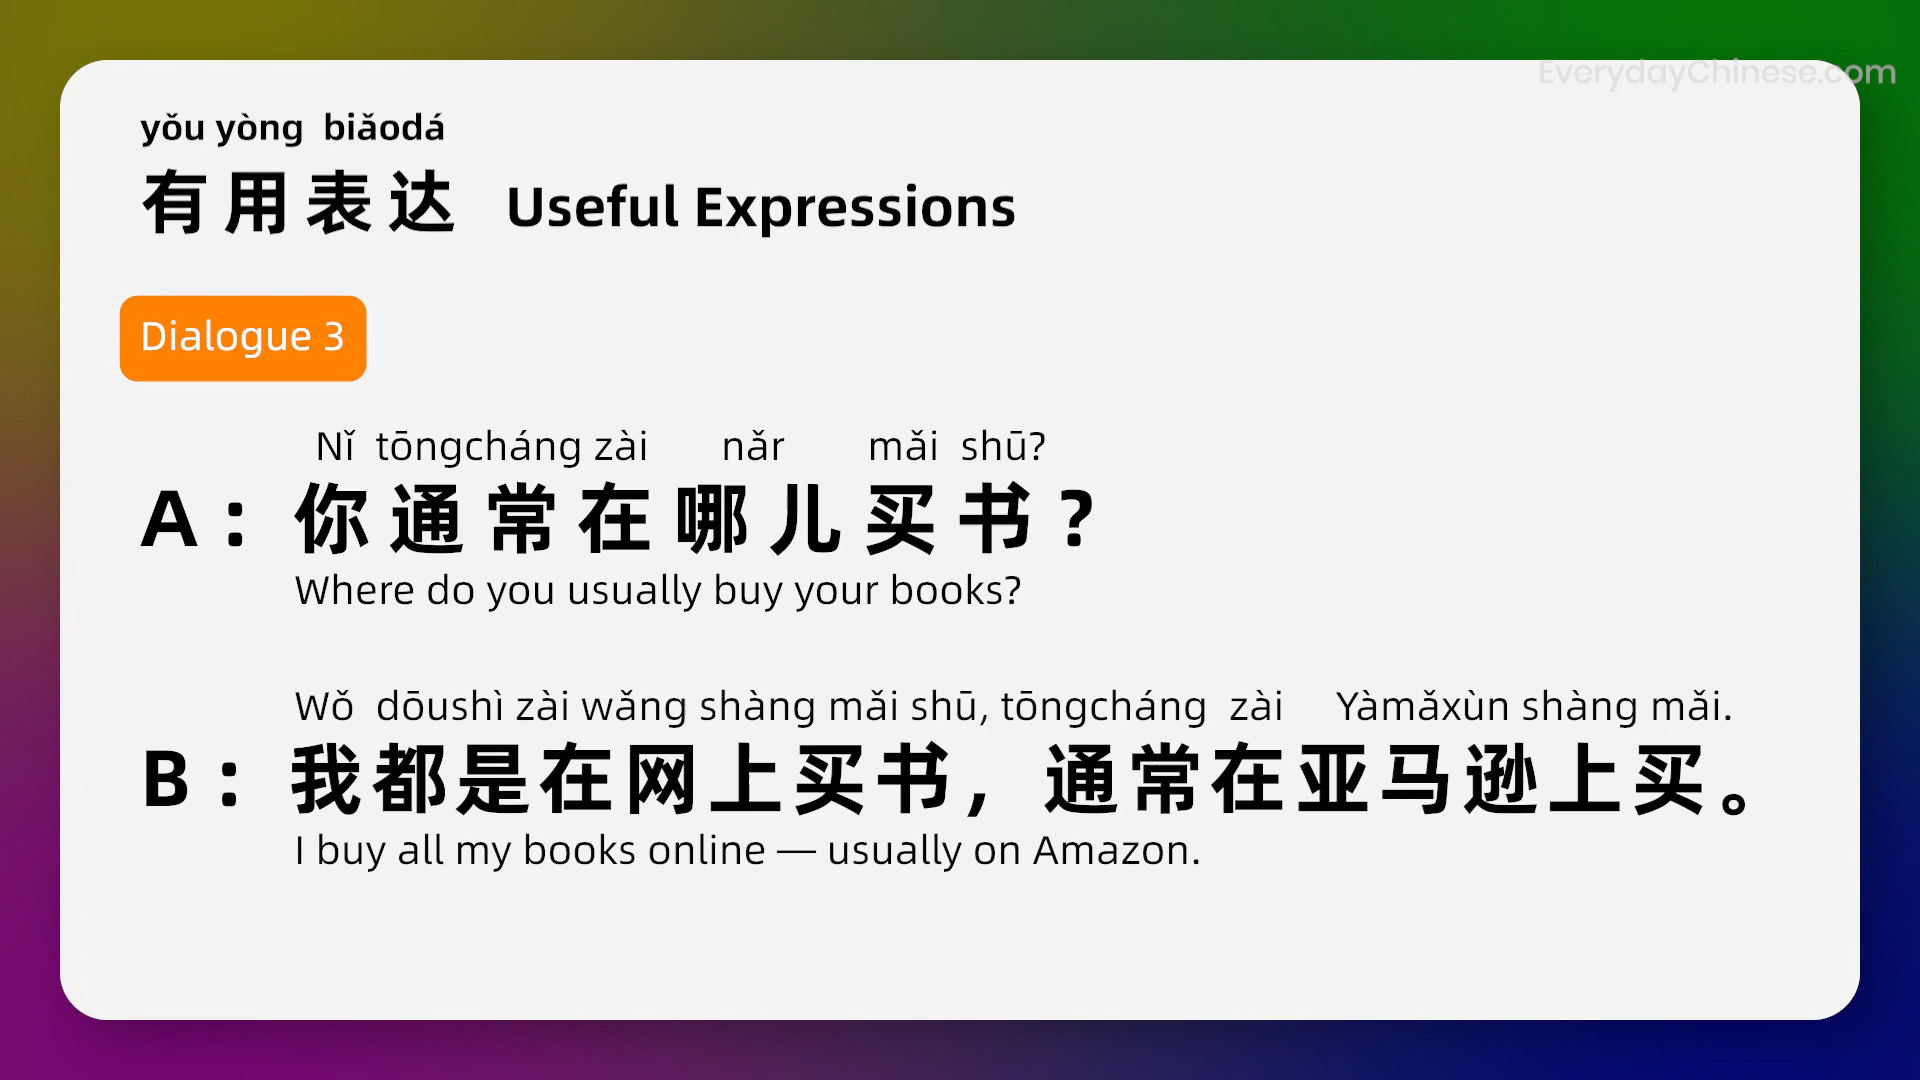 EverydayChinese.com
yǒu yòng biǎodá
有用表达 Useful Expressions
Dialogue 3
Nǐ tōngcháng zài nǎr mǎi shū?
A：你通常在哪儿买书？
Where do you usually buy your books?
Wǒ dōushì zài wǎng shàng mǎi shū, tōngcháng zài Yàmǎxùn shàng mǎi.
B：我都是在网上买书，通常在亚马逊上买。
I buy all my books online — usually on Amazon.